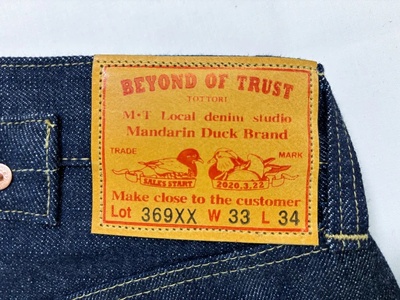 BEYOND OF TRUST
TOTTORI
M·T Local denim studio
Mandarin Duck Brand
TRADE MARK
SALES START 2020.3.22
Make close to the customer
Lot 369XX W 33 L 34